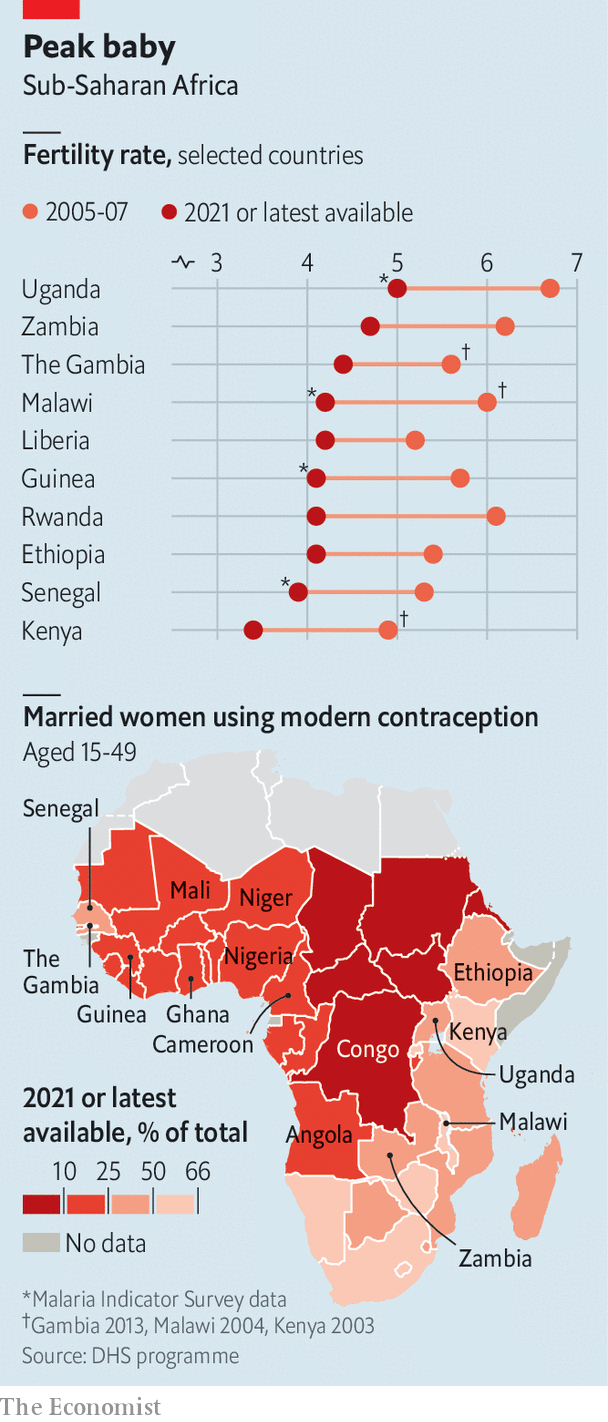 Peak baby
Sub-Saharan Africa
Fertility rate, selected countries
2005-07 2021 or latest available
3 4 5 6 7
Uganda *
Zambia
The Gambia †
Malawi * †
Liberia
Guinea *
Rwanda
Ethiopia
Senegal *
Kenya †
Married women using modern contraception
Aged 15-49
Senegal
Mali
Niger
The
Gambia
Nigeria
Ethiopia
Guinea
Ghana
Cameroon
Kenya
Congo
Uganda
2021 or latest
available, % of total
Malawi
Angola
10 25 50 66
No data
Zambia
*Malaria Indicator Survey data
†Gambia 2013, Malawi 2004, Kenya 2003
Source: DHS programme
The Economist